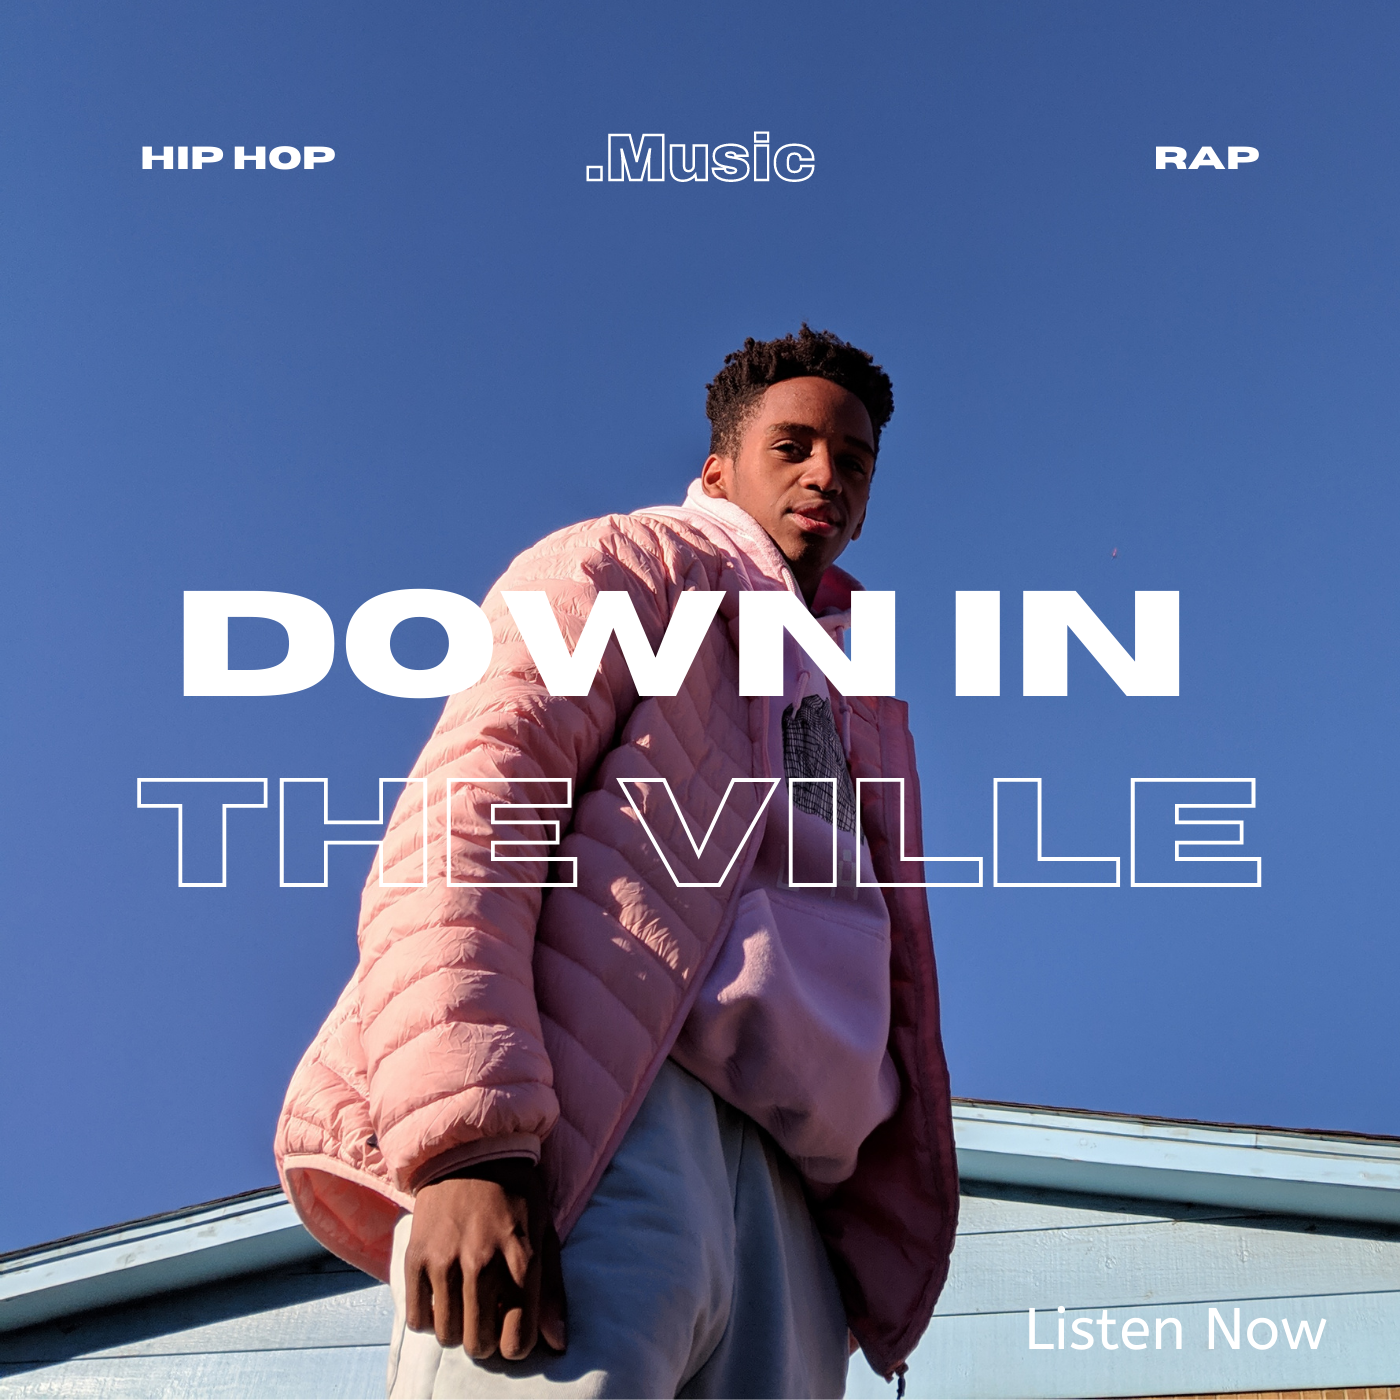 HIP HOP
.Music
RAP
DOWN IN
THE VILLE
Listen Now